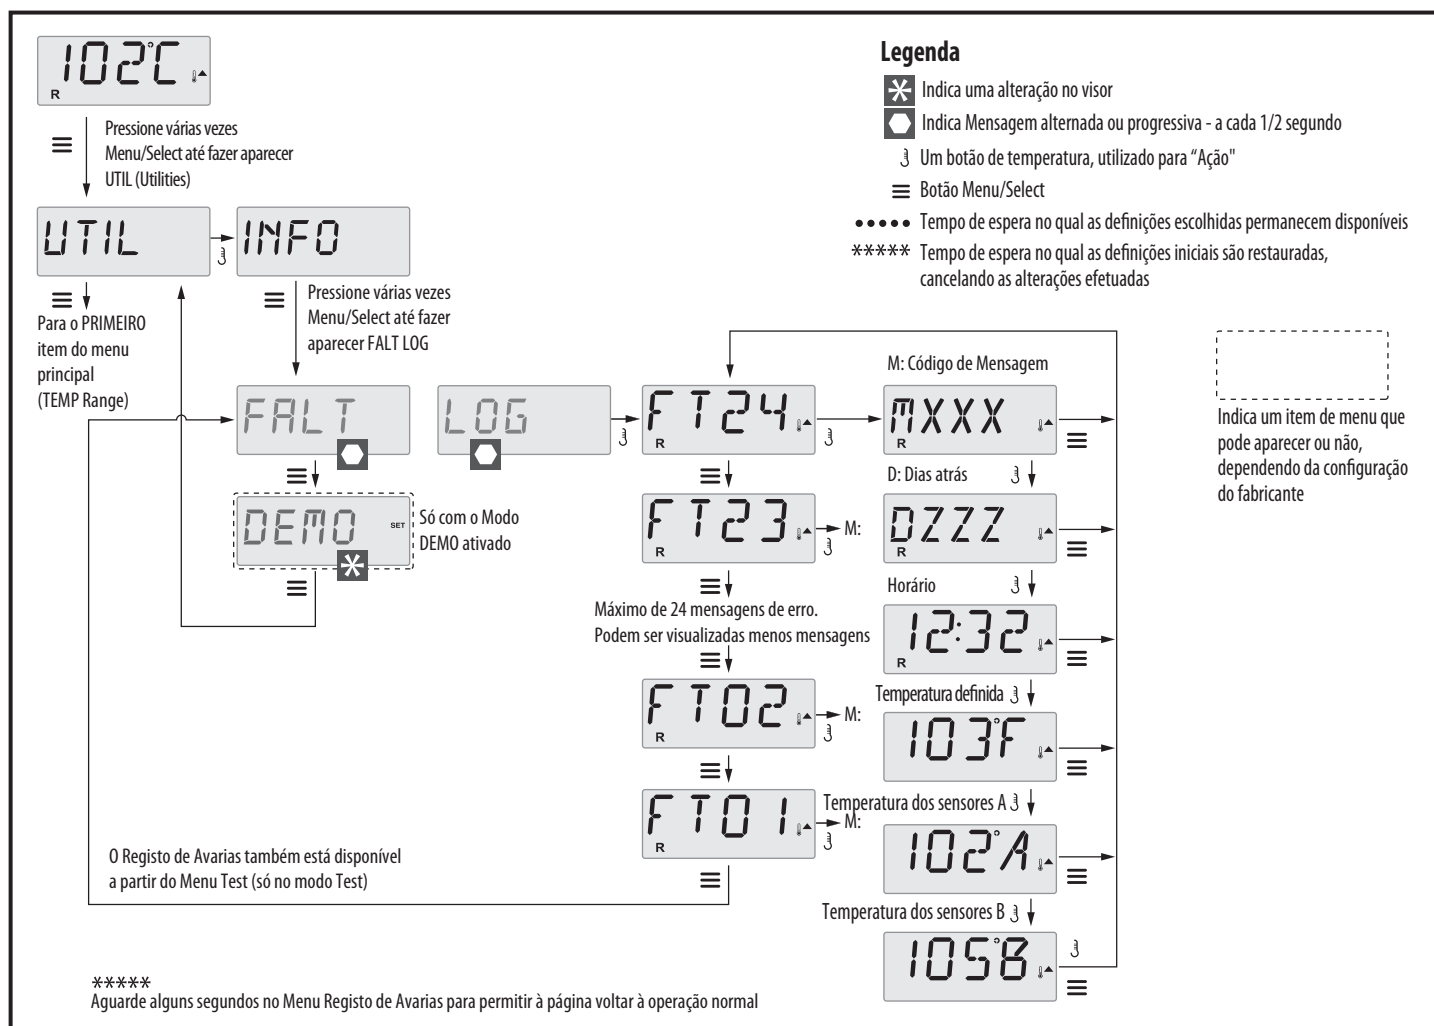 102°C
R
Pressione várias vezes
Menu/Select até fazer aparecer
UTIL (Utilities)
Legenda
Indica uma alteração no visor
Indica Mensagem alternada ou progressiva - a cada 1/2 segundo
Um botão de temperatura, utilizado para “Ação"
Botão Menu/Select
••••• Tempo de espera no qual as definições escolhidas permanecem disponíveis
***** Tempo de espera no qual as definições iniciais são restauradas,
cancelando as alterações efetuadas
UTIL
INFO
Para o PRIMEIRO
item do menu
principal
(TEMP Range)
Pressione várias vezes
Menu/Select até fazer
aparecer FALT LOG
Indica um item de menu que
pode aparecer ou não,
dependendo da configuração
do fabricante
FALT
LOG
DEMO
SET
Só com o Modo
DEMO ativado
FT24
R
FT23
R
M:
Máximo de 24 mensagens de erro.
Podem ser visualizadas menos mensagens
FT02
R
M:
FT01
R
M:
M: Código de Mensagem
MXXX
R
D: Dias atrás
DZZZ
R
Horário
12:32
R
Temperatura definida
103°F
Temperatura dos sensores A
102°A
Temperatura dos sensores B
105°B
O Registo de Avarias também está disponível
a partir do Menu Test (só no modo Test)
*****
Aguarde alguns segundos no Menu Registo de Avarias para permitir à página voltar à operação normal